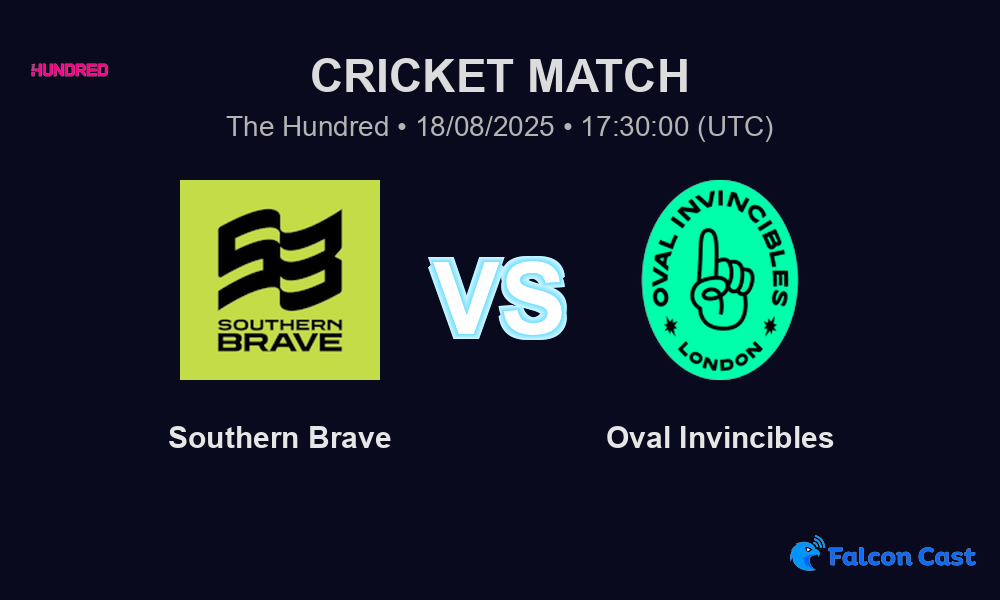 HUNDRED
CRICKET MATCH
The Hundred • 18/08/2025 • 17:30:00 (UTC)
SB
SOUTHERN
BRAVE
VS
OVAL INVINCIBLES
LONDON
Southern Brave
Oval Invincibles
Falcon Cast